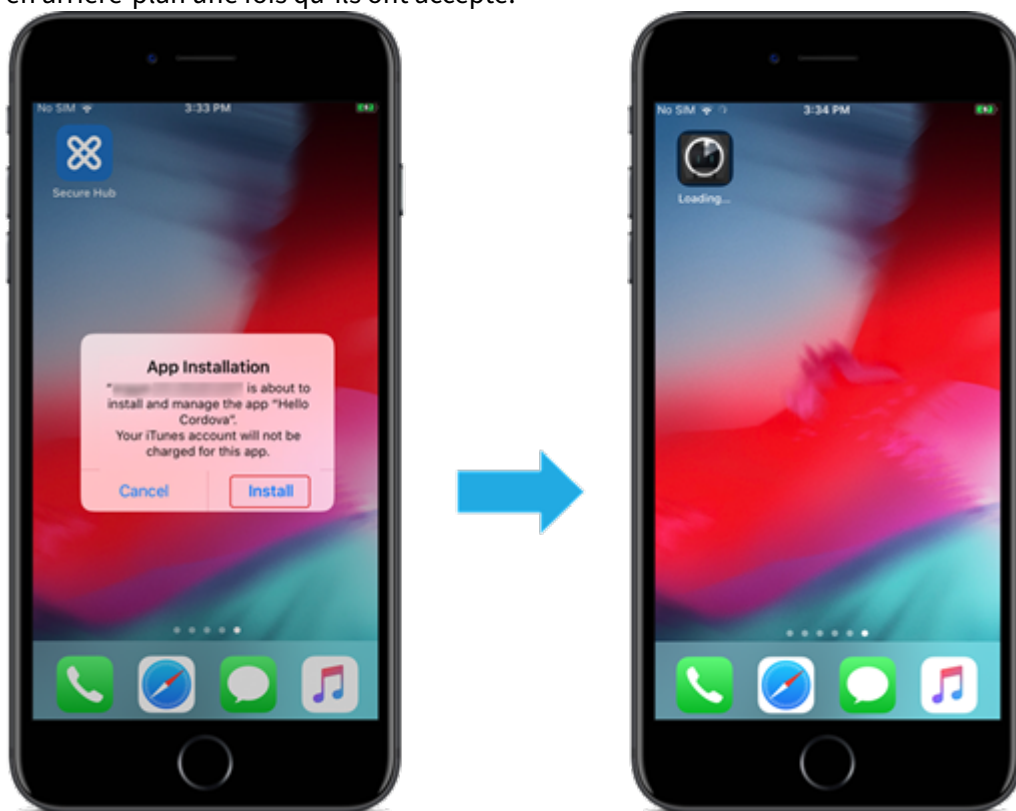 en arrière-plan une fois qu'ils ont accepté.
No SIM 3:33 PM
Secure Hub
App Installation
" is about to
install and manage the app "Hello
Cordova".
Your iTunes account will not be
charged for this app.
Cancel Install
No SIM 3:34 PM
Loading...